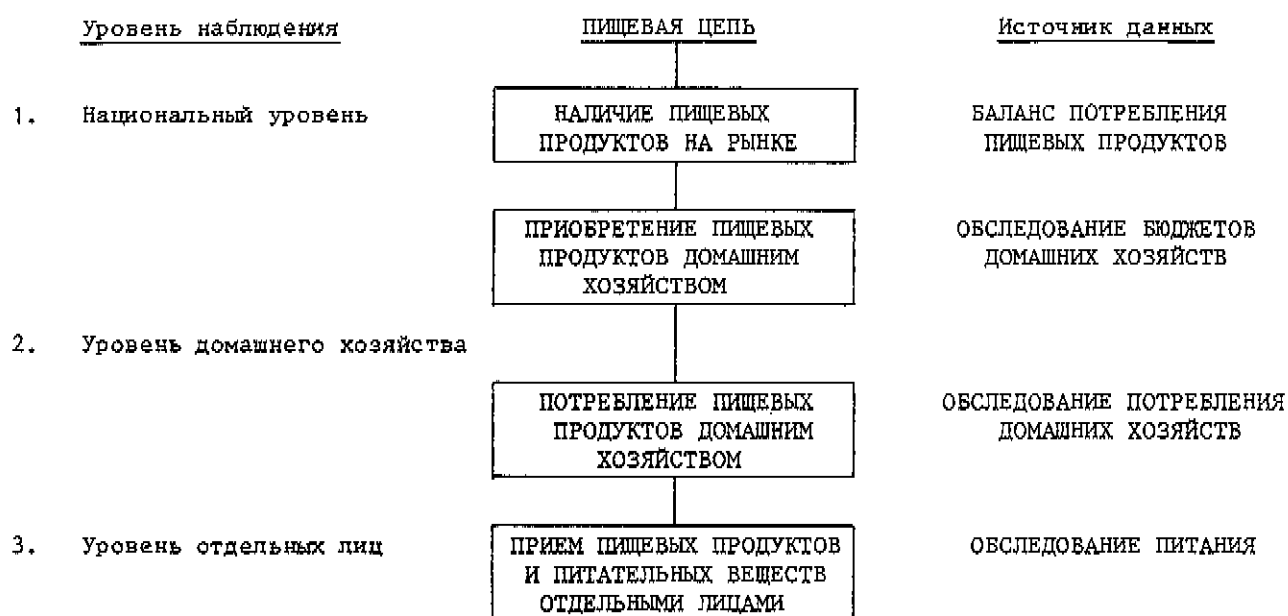 Уровень наблюдения ПИЩЕВАЯ ЦЕПЬ Источник данных
1. Национальный уровень НАЛИЧИЕ ПИЩЕВЫХ БАЛАНС ПОТРЕБЛЕНИЯ
ПРОДУКТОВ НА РЫНКЕ ПИЩЕВЫХ ПРОДУКТОВ
ПРИОБРЕТЕНИЕ ПИЩЕВЫХ ОБСЛЕДОВАНИЕ БЮДЖЕТОВ
ПРОДУКТОВ ДОМАШНИМ ДОМАШНИХ ХОЗЯЙСТВ
ХОЗЯЙСТВОМ
2. Уровень домашнего хозяйства
ПОТРЕБЛЕНИЕ ПИЩЕВЫХ ОБСЛЕДОВАНИЕ ПОТРЕБЛЕНИЯ
ПРОДУКТОВ ДОМАШНИМ ДОМАШНИХ ХОЗЯЙСТВ
ХОЗЯЙСТВОМ
3. Уровень отдельных лиц ПРИЕМ ПИЩЕВЫХ ПРОДУКТОВ ОБСЛЕДОВАНИЕ ПИТАНИЯ
И ПИТАТЕЛЬНЫХ ВЕЩЕСТВ
ОТДЕЛЬНЫМИ ЛИЦАМИ